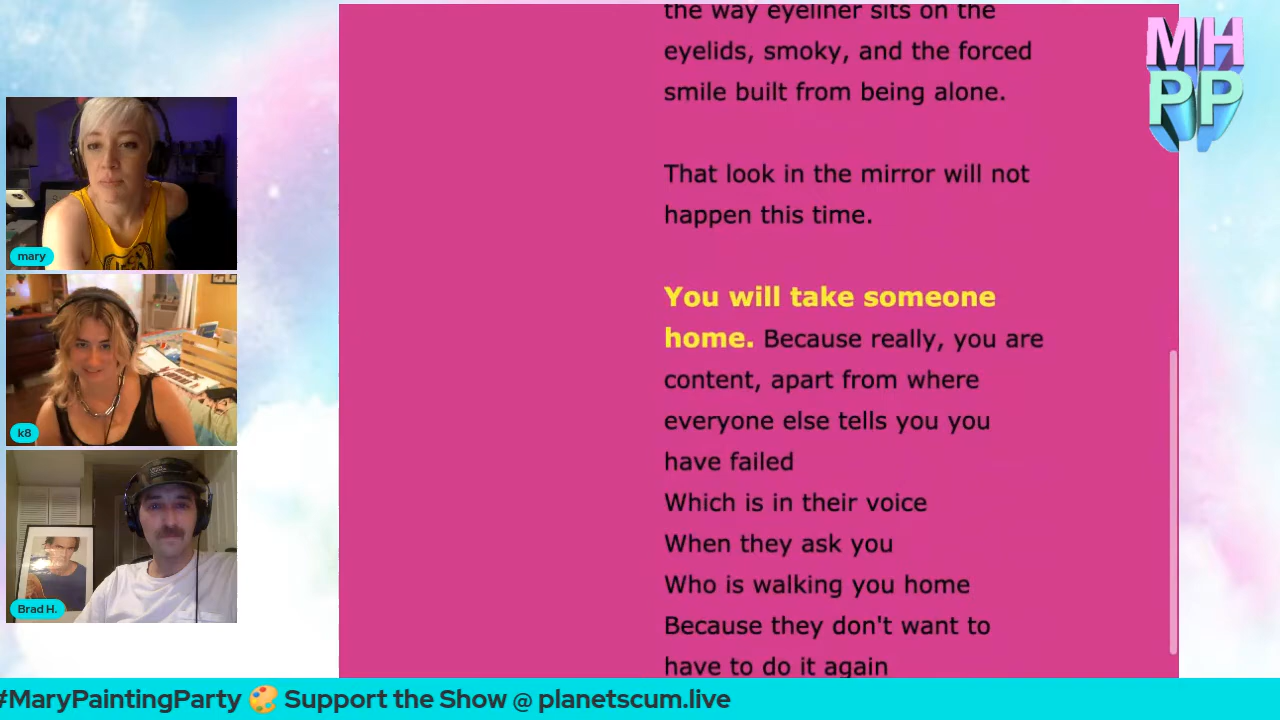 the way eyeliner sits on the
eyelids, smoky, and the forced
smile built from being alone.
That look in the mirror will not
happen this time.
You will take someone
home. Because really, you are
content, apart from where
everyone else tells you you
have failed
Which is in their voice
When they ask you
Who is walking you home
Because they don't want to
have to do it again
MH
PP
mary
k8
Brad H.
#MaryPaintingParty 🎨 Support the Show @ planetscum.live